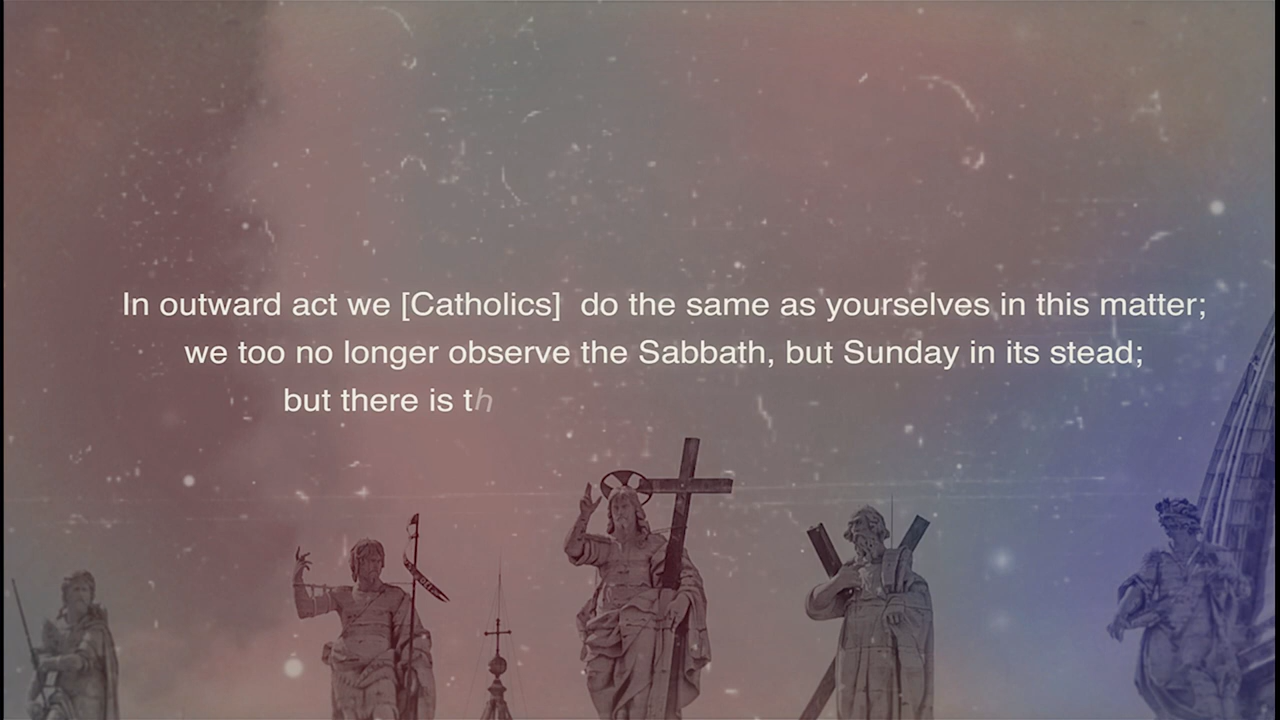 In outward act we [Catholics] do the same as yourselves in this matter;
we too no longer observe the Sabbath, but Sunday in its stead;
but there is th